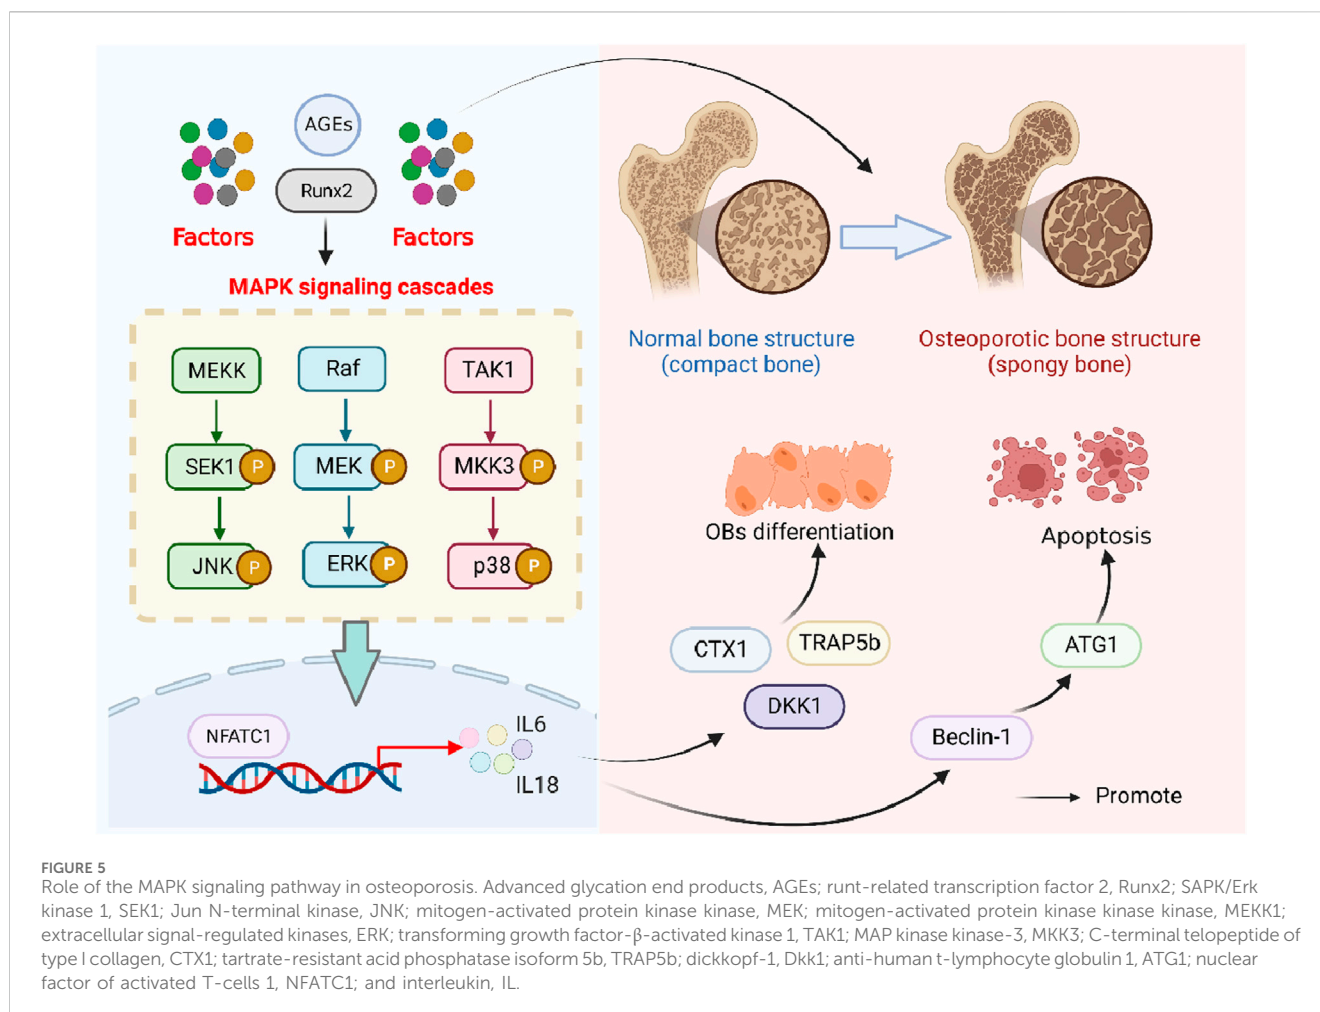 AGEs
Runx2
Factors
Factors
MAPK signaling cascades
MEKK
Raf
TAK1
SEK1
P
MEK
P
MKK3
P
JNK
P
ERK
P
p38
P
NFATC1
IL6
IL18
Normal bone structure
(compact bone)
Osteoporotic bone structure
(spongy bone)
OBs differentiation
Apoptosis
CTX1
TRAP5b
DKK1
ATG1
Beclin-1
Promote
FIGURE 5
Role of the MAPK signaling pathway in osteoporosis. Advanced glycation end products, AGEs; runt-related transcription factor 2, Runx2; SAPK/Erk
kinase 1, SEK1; Jun N-terminal kinase, JNK; mitogen-activated protein kinase kinase, MEK; mitogen-activated protein kinase kinase kinase, MEKK1;
extracellular signal-regulated kinases, ERK; transforming growth factor-β-activated kinase 1, TAK1; MAP kinase kinase-3, MKK3; C-terminal telopeptide of
type I collagen, CTX1; tartrate-resistant acid phosphatase isoform 5b, TRAP5b; dickkopf-1, Dkk1; anti-human t-lymphocyte globulin 1, ATG1; nuclear
factor of activated T-cells 1, NFATC1; and interleukin, IL.